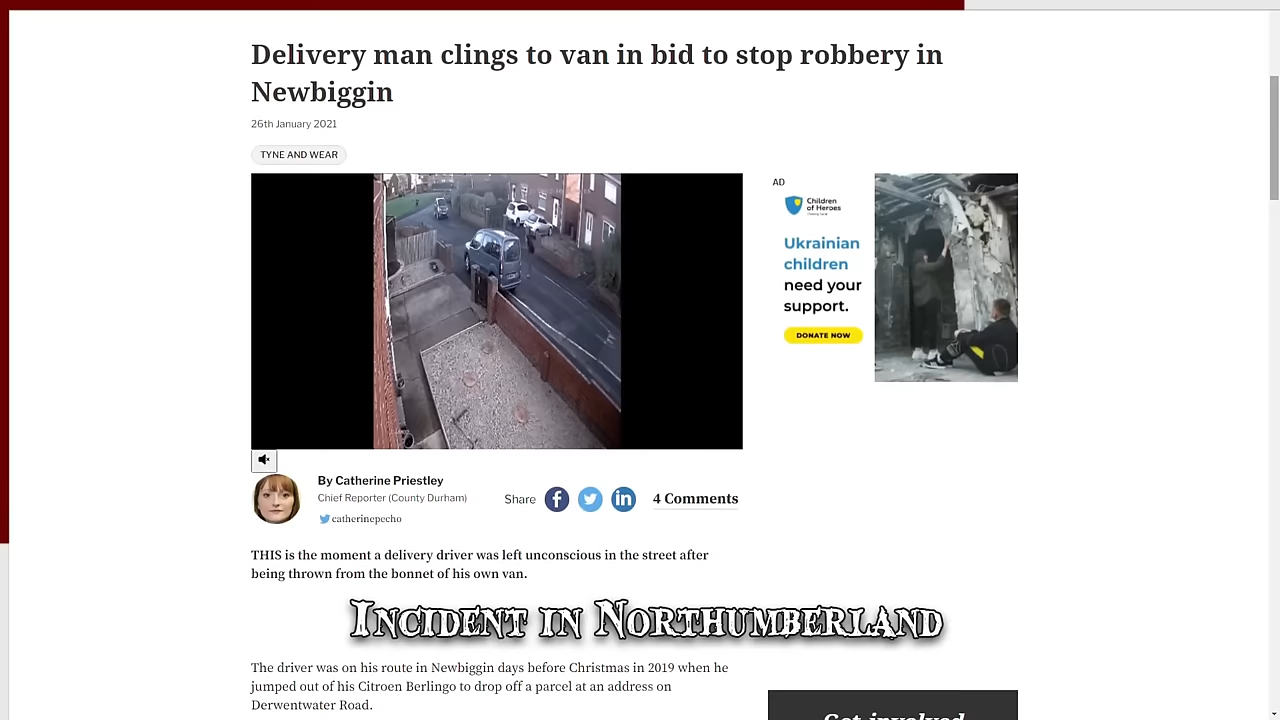 Delivery man clings to van in bid to stop robbery in
Newbiggin
26th January 2021
TYNE AND WEAR
AD
Children
of Heroes
Ukrainian
children
need your
support.
DONATE NOW
By Catherine Priestley
Chief Reporter (County Durham)
catherinepecho
Share
4 Comments
THIS is the moment a delivery driver was left unconscious in the street after
being thrown from the bonnet of his own van.
INCIDENT IN NORTHUMBERLAND
The driver was on his route in Newbiggin days before Christmas in 2019 when he
jumped out of his Citroen Berlingo to drop off a parcel at an address on
Derwentwater Road.
Get involved